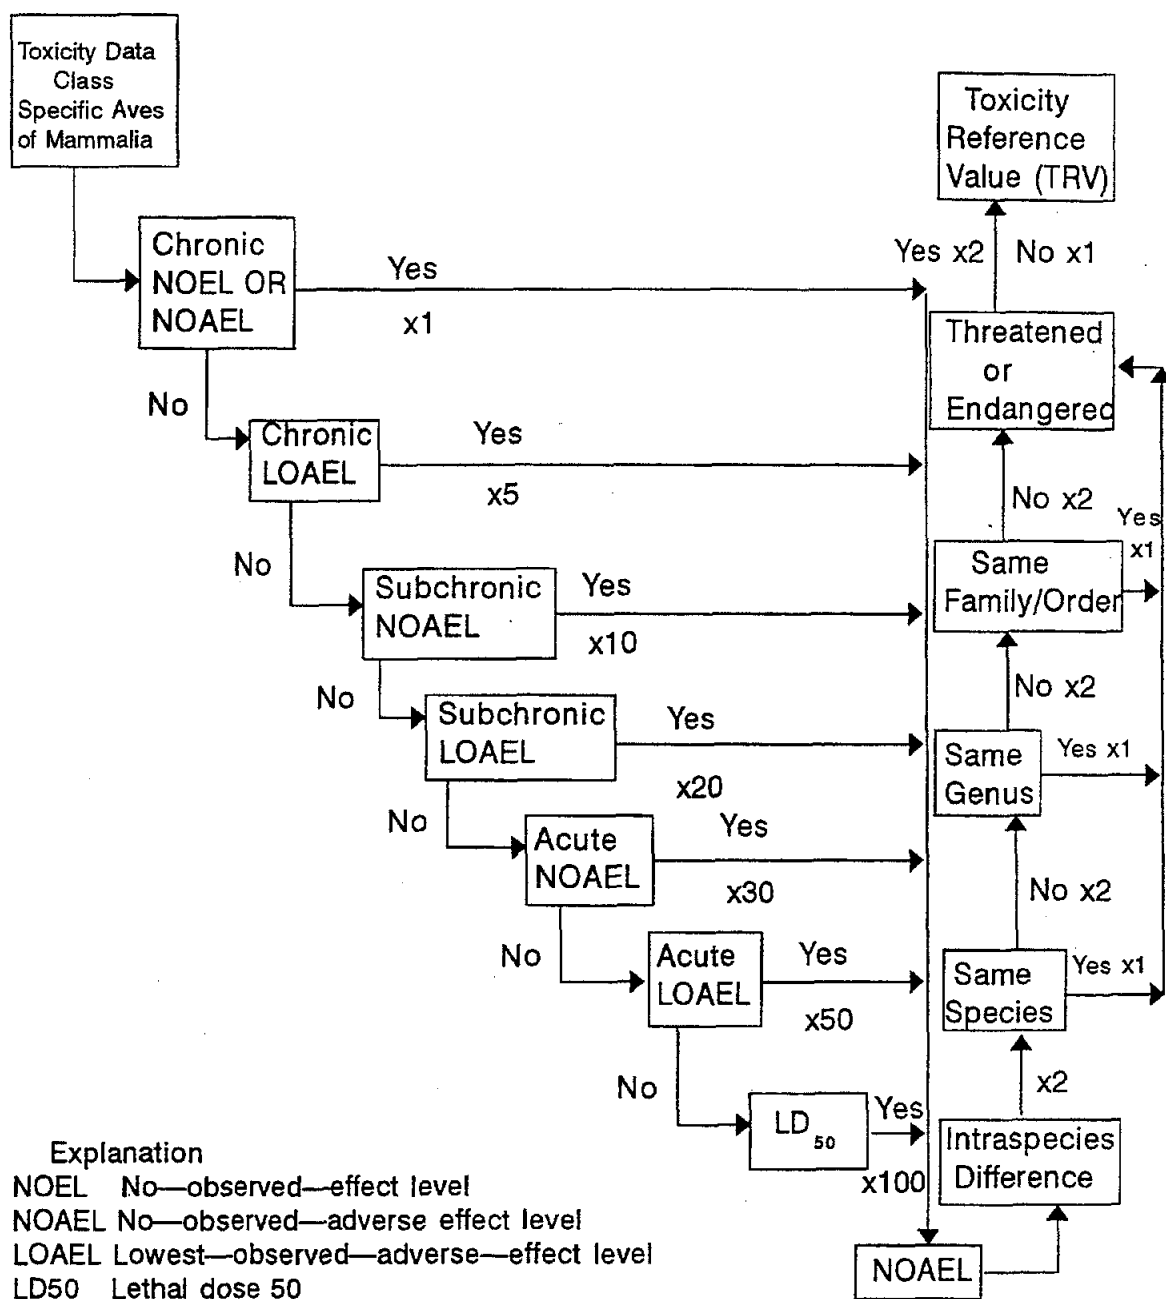 Toxicity Data
Class
Specific Aves
of Mammalia
Toxicity
Reference
Value (TRV)
Chronic
NOEL OR
NOAEL
Yes
x1
Yes x2 No x1
Threatened
or
Endangered
No
Chronic
LOAEL
Yes
x5
No x2
Yes
x1
No
Subchronic
NOAEL
Yes
x10
Same
Family/Order
No
Subchronic
LOAEL
Yes
x20
No x2
Same
Genus
Yes x1
No
Acute
NOAEL
Yes
x30
No x2
No
Acute
LOAEL
Yes
x50
Same
Species
Yes x1
No
LD50
Yes
x100
x2
Intraspecies
Difference
NOAEL
Explanation
NOEL No—observed—effect level
NOAEL No—observed—adverse effect level
LOAEL Lowest—observed—adverse—effect level
LD50 Lethal dose 50